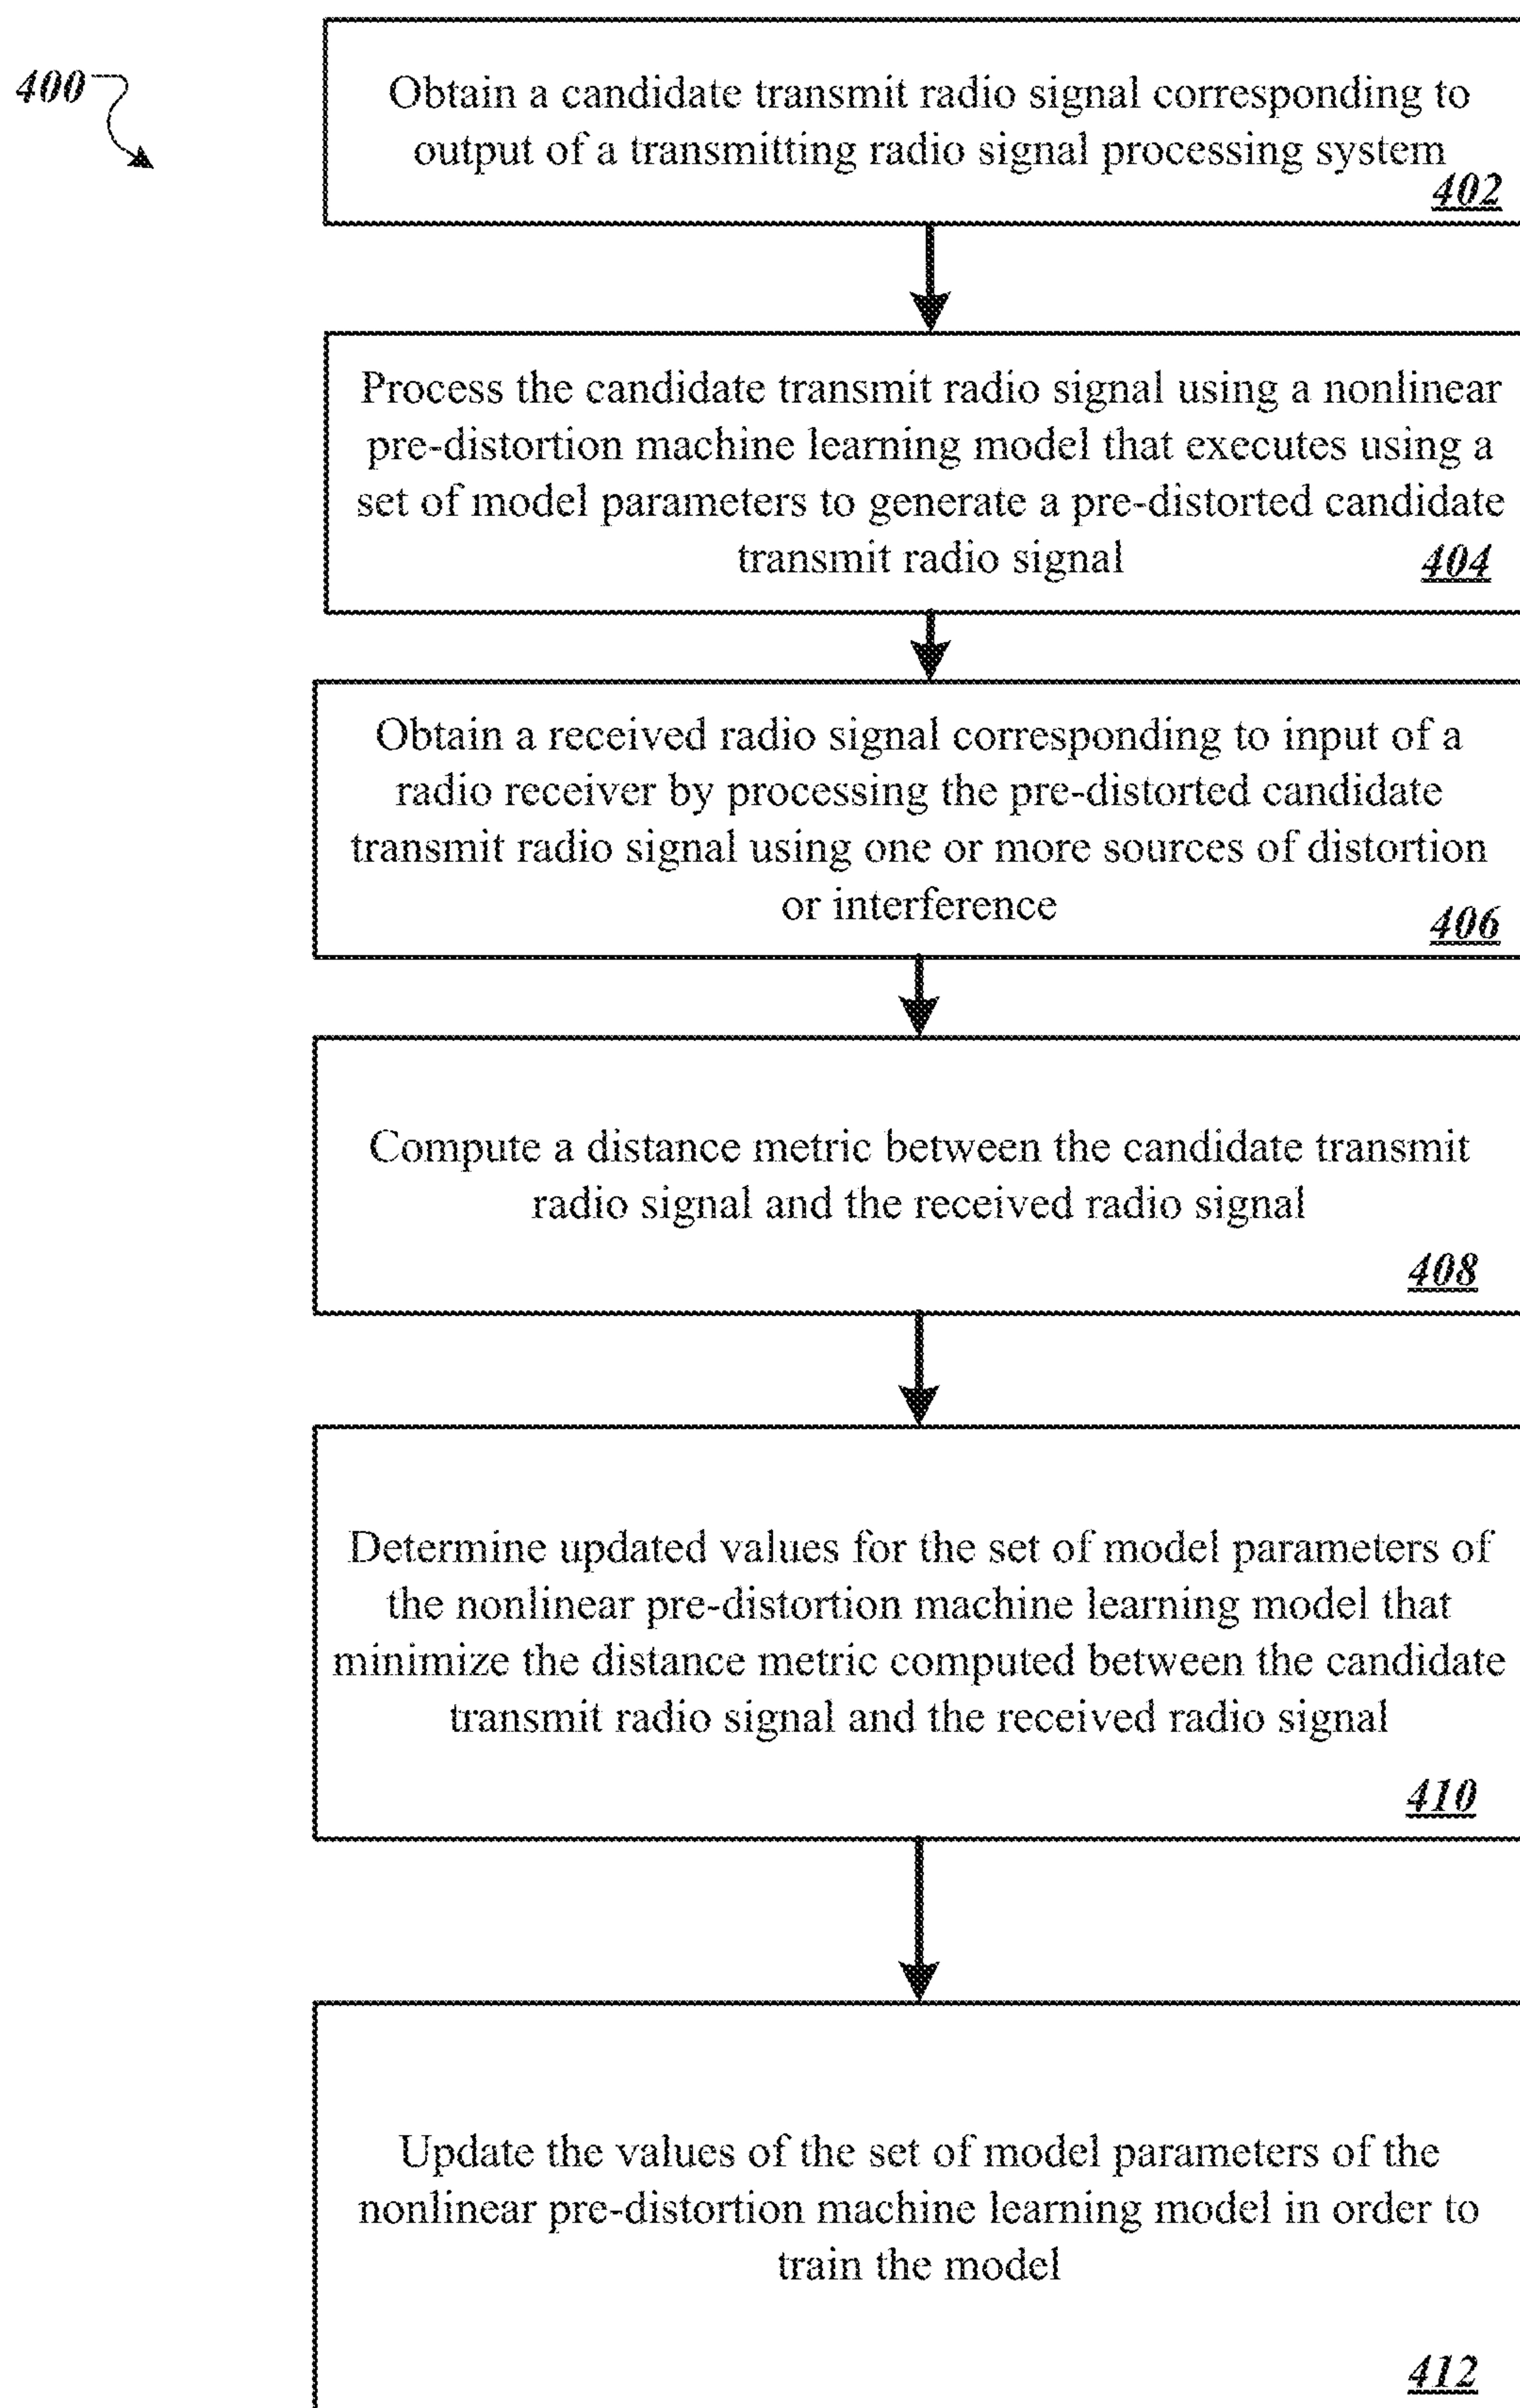 400
Obtain a candidate transmit radio signal corresponding to
output of a transmitting radio signal processing system
402
Process the candidate transmit radio signal using a nonlinear
pre-distortion machine learning model that executes using a
set of model parameters to generate a pre-distorted candidate
transmit radio signal
404
Obtain a received radio signal corresponding to input of a
radio receiver by processing the pre-distorted candidate
transmit radio signal using one or more sources of distortion
or interference
406
Compute a distance metric between the candidate transmit
radio signal and the received radio signal
408
Determine updated values for the set of model parameters of
the nonlinear pre-distortion machine learning model that
minimize the distance metric computed between the candidate
transmit radio signal and the received radio signal
410
Update the values of the set of model parameters of the
nonlinear pre-distortion machine learning model in order to
train the model
412